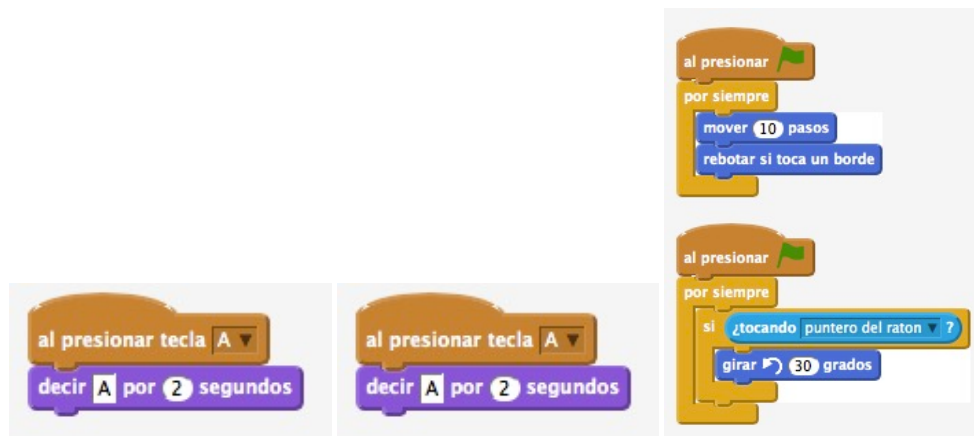 al presionar tecla A
decir A por 2 segundos
al presionar tecla A
decir A por 2 segundos
al presionar
por siempre
mover 10 pasos
rebotar si toca un borde
al presionar
por siempre
si ¿tocando puntero del raton ?
girar 30 grados